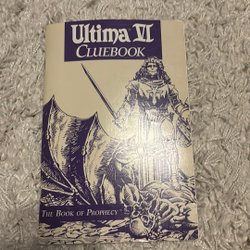 Ultima VI
CLUEBOOK
THE BOOK OF PROPHECY